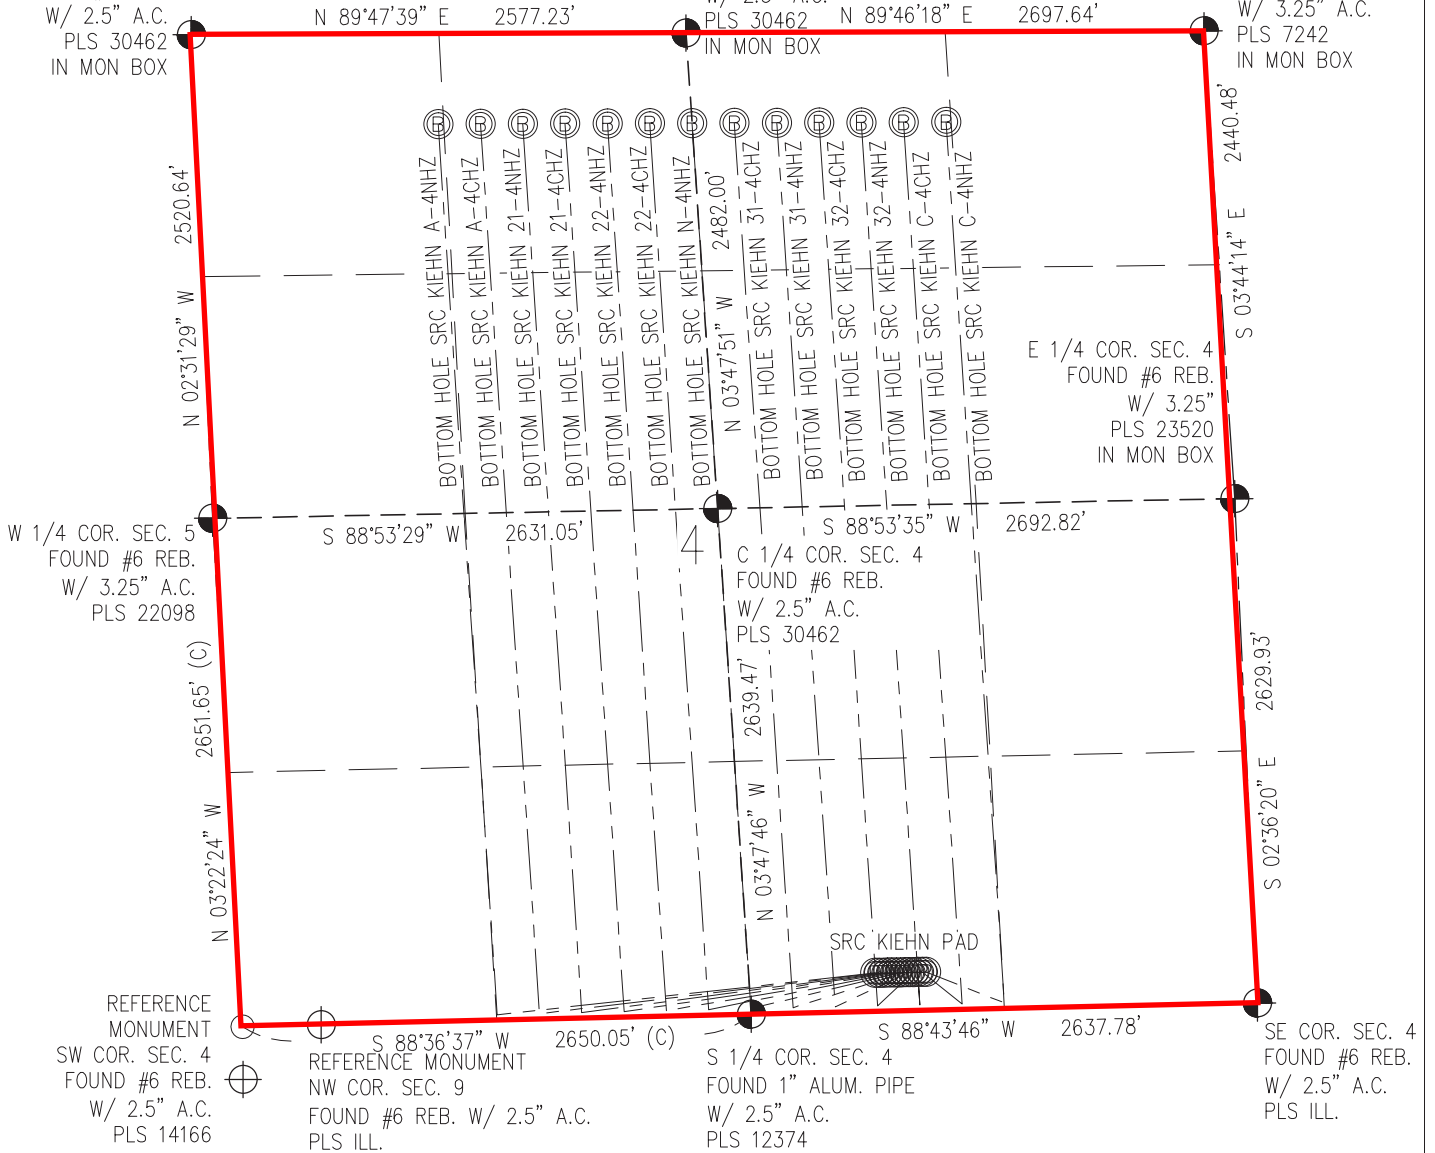 W/ 2.5" A.C.
PLS 30462
IN MON BOX
N 89°47'39" E 2577.23'
W/ 2.5" A.C.
PLS 30462
IN MON BOX
N 89°46'18" E 2697.64'
W/ 3.25" A.C.
PLS 7242
IN MON BOX
2520.64'
N 02°31'29" W
BOTTOM HOLE SRC KIEHN A-4NHZ
BOTTOM HOLE SRC KIEHN A-4CHZ
BOTTOM HOLE SRC KIEHN 21-4NHZ
BOTTOM HOLE SRC KIEHN 21-4CHZ
BOTTOM HOLE SRC KIEHN 22-4NHZ
BOTTOM HOLE SRC KIEHN 22-4CHZ
BOTTOM HOLE SRC KIEHN N-4NHZ
2482.00'
N 03°47'51" W
BOTTOM HOLE SRC KIEHN 31-4CHZ
BOTTOM HOLE SRC KIEHN 31-4NHZ
BOTTOM HOLE SRC KIEHN 32-4CHZ
BOTTOM HOLE SRC KIEHN 32-4NHZ
BOTTOM HOLE SRC KIEHN C-4CHZ
BOTTOM HOLE SRC KIEHN C-4NHZ
2440.48'
S 03°44'14" E
E 1/4 COR. SEC. 4
FOUND #6 REB.
W/ 3.25"
PLS 23520
IN MON BOX
W 1/4 COR. SEC. 5
FOUND #6 REB.
W/ 3.25" A.C.
PLS 22098
S 88°53'29" W 2631.05'
4
S 88°53'35" W 2692.82'
C 1/4 COR. SEC. 4
FOUND #6 REB.
W/ 2.5" A.C.
PLS 30462
2651.65' (C)
N 03°22'24" W
2639.47'
N 03°47'46" W
2629.93'
S 02°36'20" E
SRC KIEHN PAD
REFERENCE
MONUMENT
SW COR. SEC. 4
FOUND #6 REB.
W/ 2.5" A.C.
PLS 14166
S 88°36'37" W 2650.05' (C)
REFERENCE MONUMENT
NW COR. SEC. 9
FOUND #6 REB. W/ 2.5" A.C.
PLS ILL.
S 88°43'46" W 2637.78'
S 1/4 COR. SEC. 4
FOUND 1" ALUM. PIPE
W/ 2.5" A.C.
PLS 12374
SE COR. SEC. 4
FOUND #6 REB.
W/ 2.5" A.C.
PLS ILL.